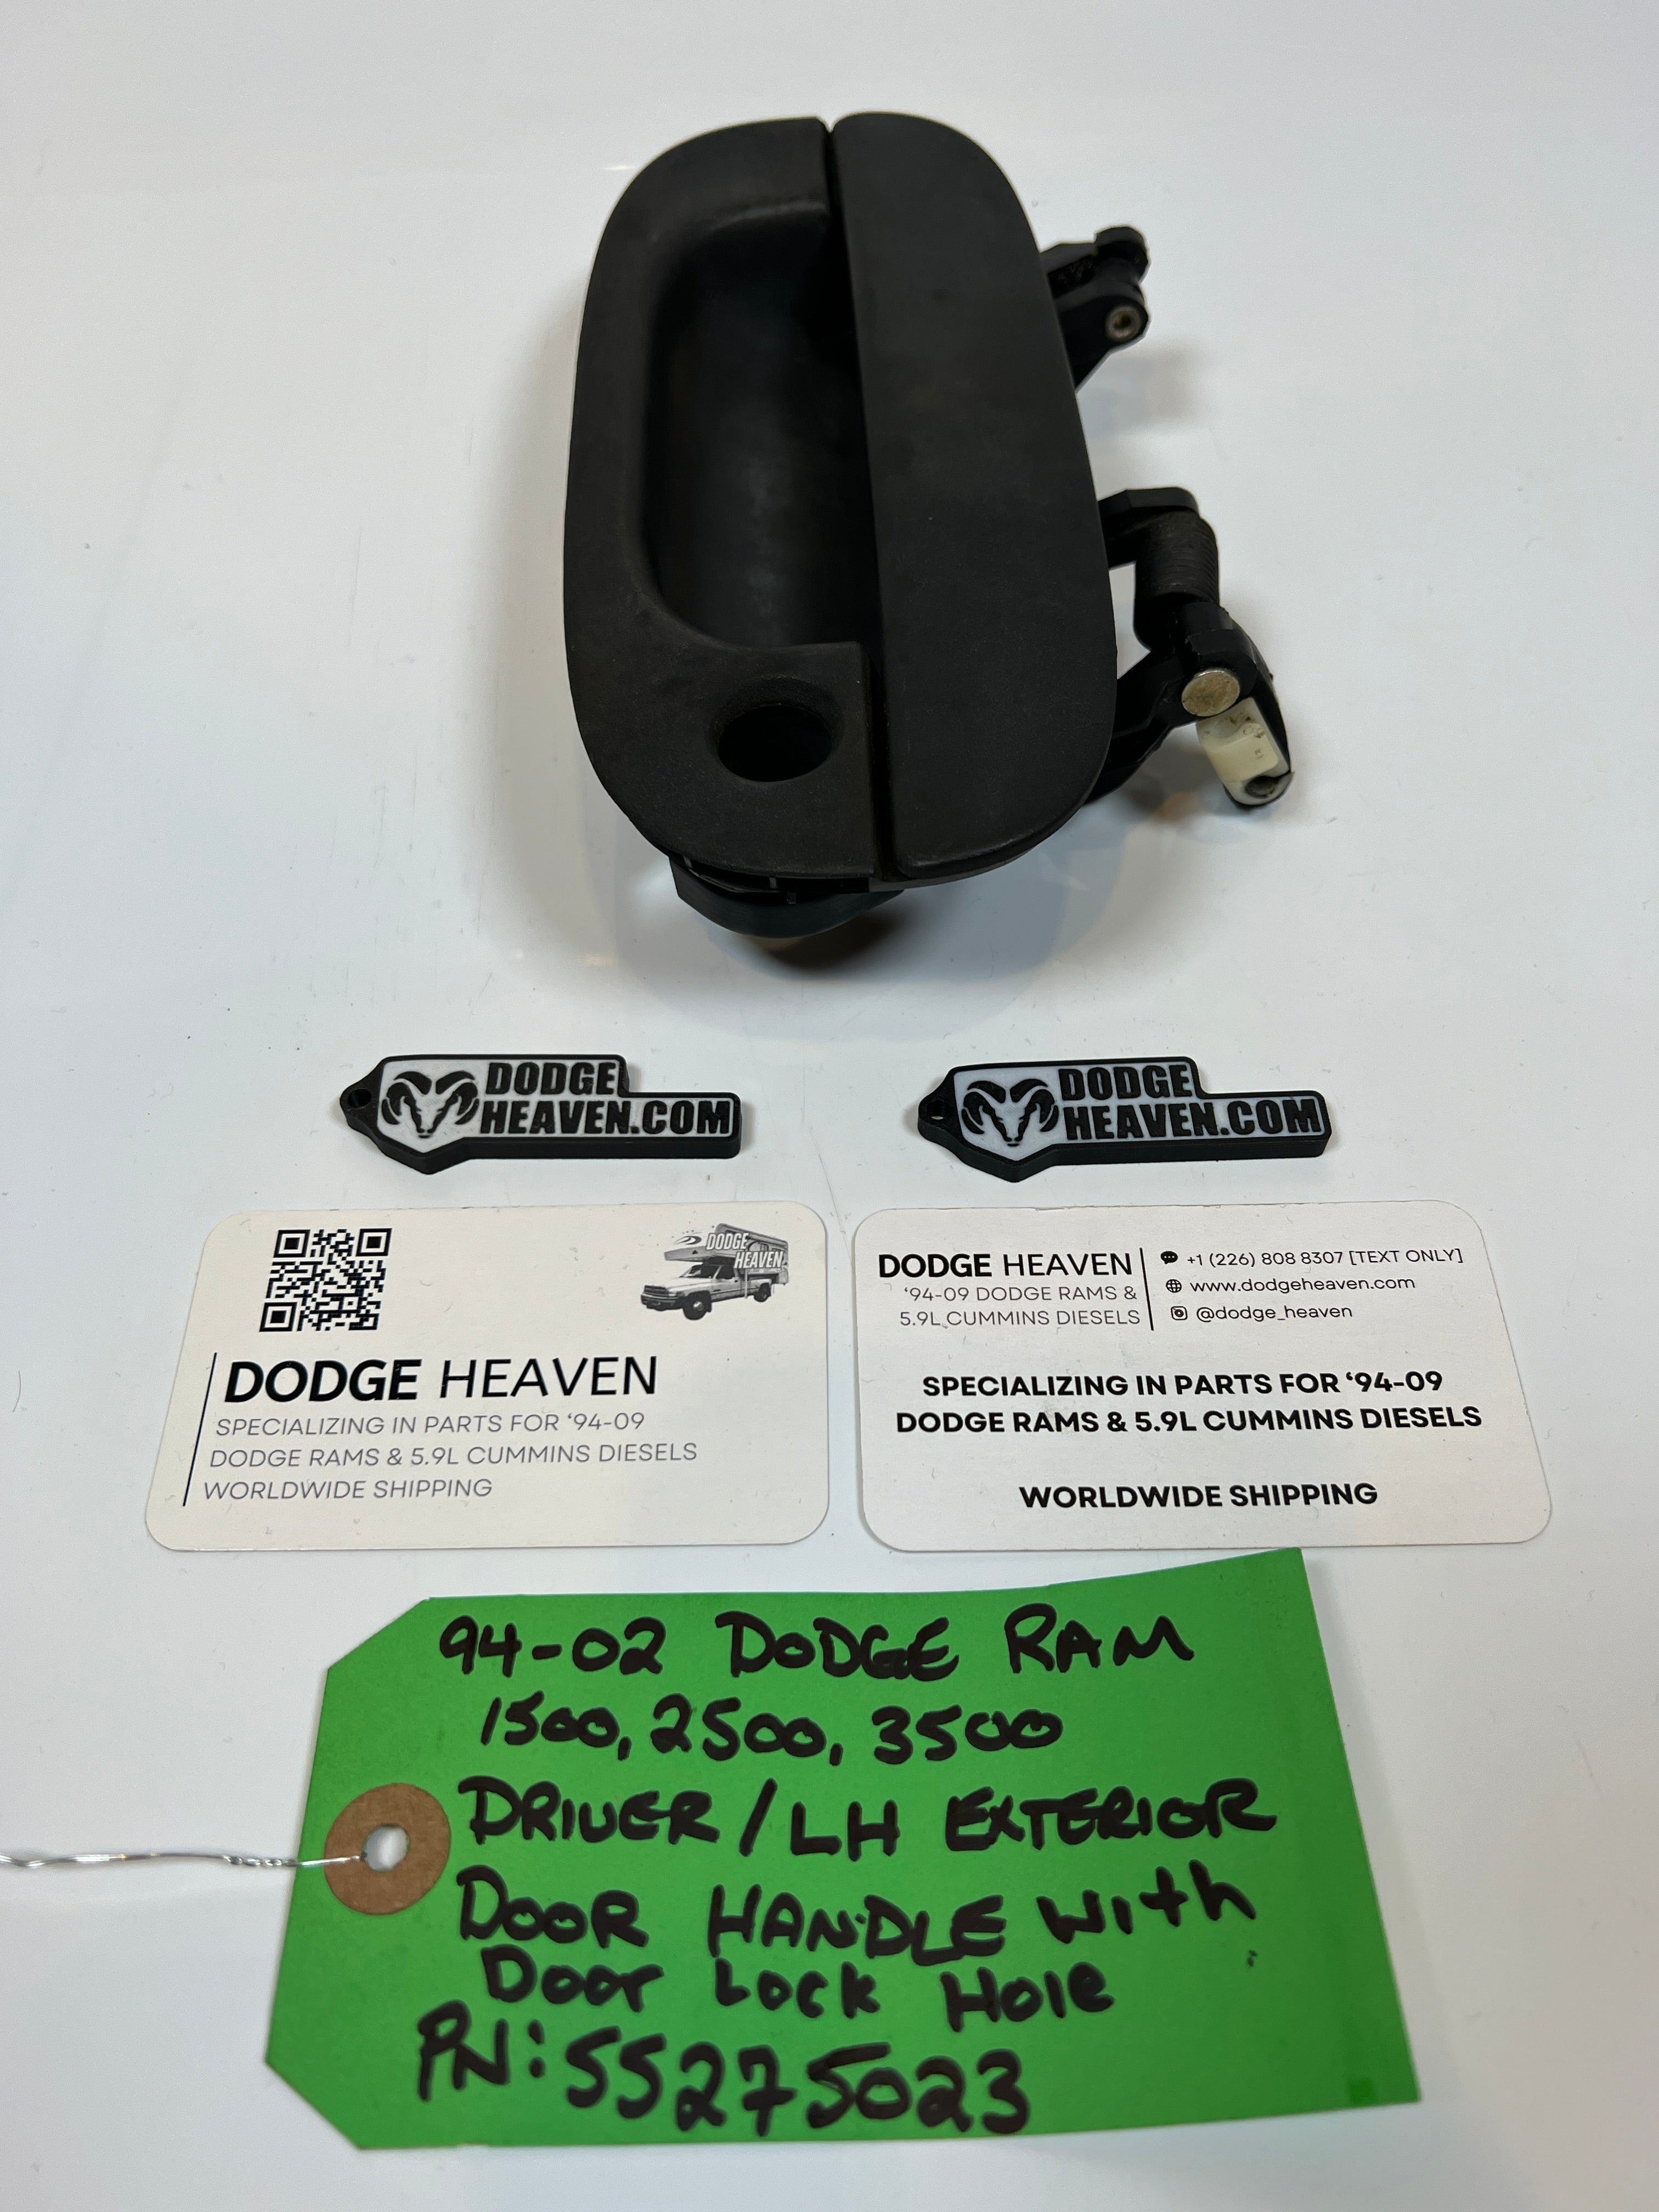 DODGE
HEAVEN.COM
DODGE
HEAVEN.COM
DODGE
HEAVEN
DODGE HEAVEN
SPECIALIZING IN PARTS FOR ‘94-09
DODGE RAMS & 5.9L CUMMINS DIESELS
WORLDWIDE SHIPPING
DODGE HEAVEN
‘94-09 DODGE RAMS &
5.9L CUMMINS DIESELS
+1 (226) 808 8307 [TEXT ONLY]
www.dodgeheaven.com
@dodge_heaven
SPECIALIZING IN PARTS FOR ‘94-09
DODGE RAMS & 5.9L CUMMINS DIESELS
WORLDWIDE SHIPPING
94-02 DODGE RAM
1500, 2500, 3500
DRIVER/LH EXTERIOR
DOOR HANDLE With
Door Lock Hole
PN: 55275023